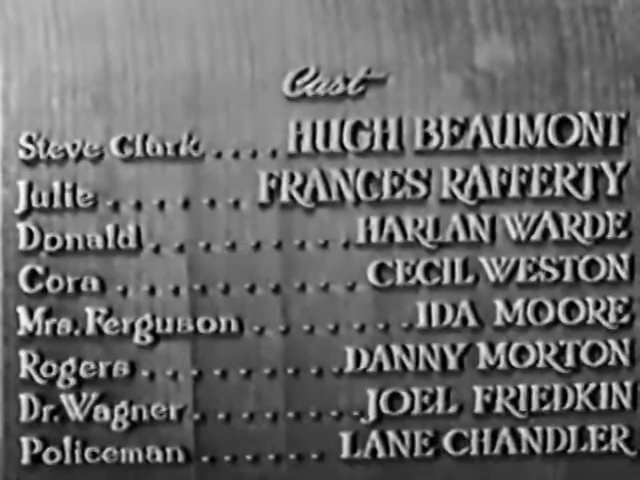 Cast
Steve Clark.... HUGH BEAUMONT
Julie ...... FRANCES RAFFERTY
Donald ......... HARLAN WARDE
Cora .......... CECIL WESTON
Mrs. Ferguson ....... IDA MOORE
Rogers .......... DANNY MORTON
Dr. Wagner ........ JOEL FRIEDKIN
Policeman ...... LANE CHANDLER